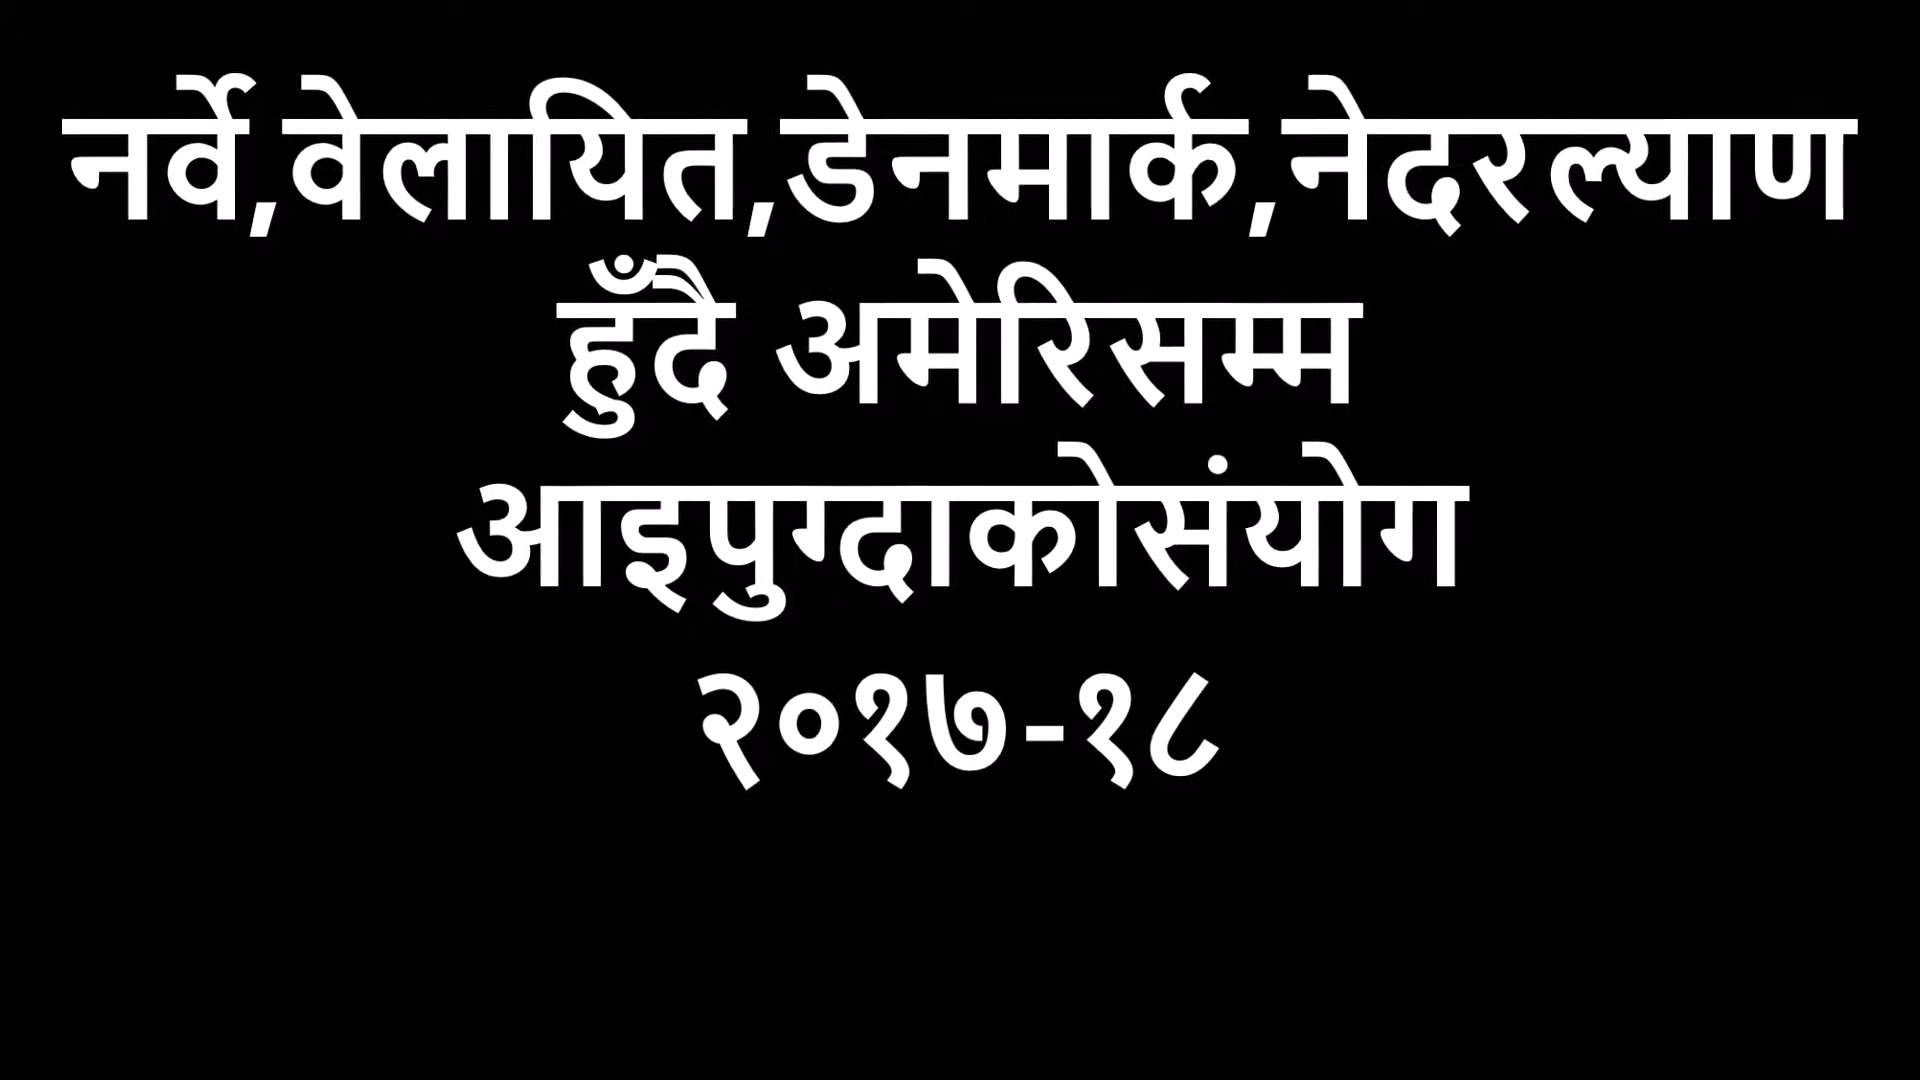 नर्वे,वेलायित,डेनमार्क,नेदरल्याण
हुँदै अमेरिसम्म
आइपुग्दाकोसंयोग
२०१७-१८